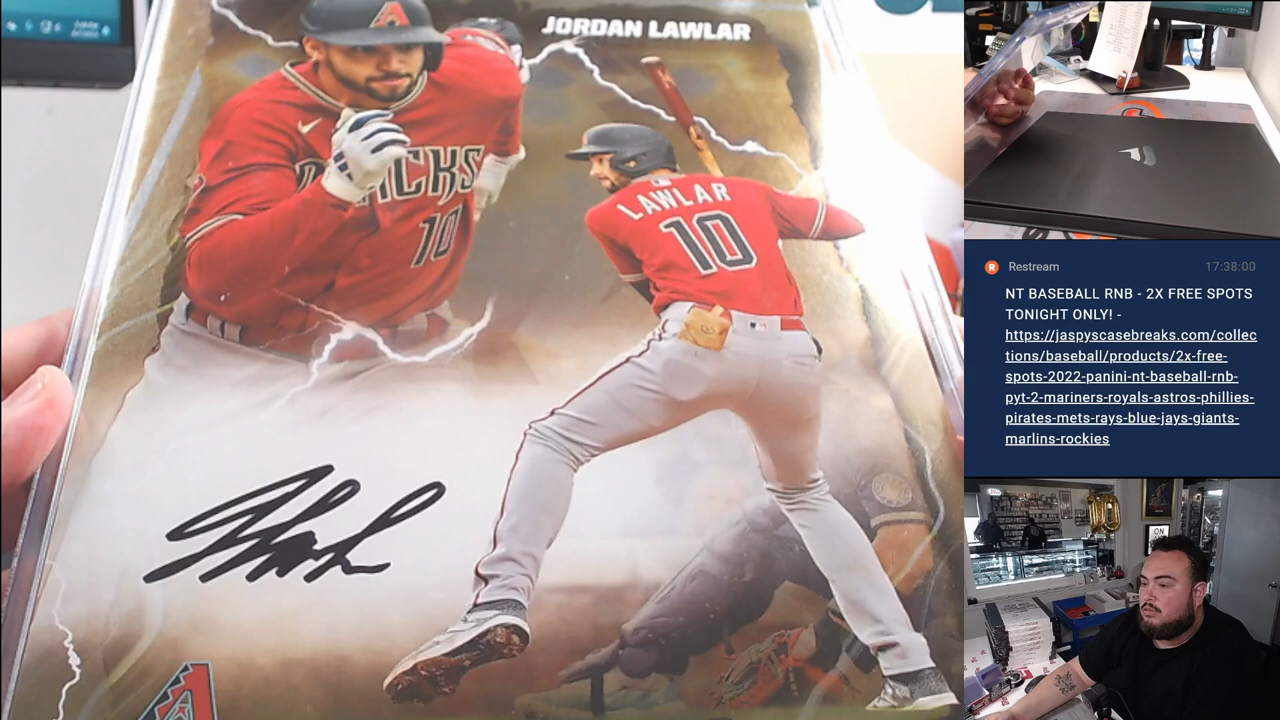 JORDAN LAWLAR
LAWLAR
10
10
Restream
17:38:00
NT BASEBALL RNB - 2X FREE SPOTS
TONIGHT ONLY! -
https://jaspyscasebreaks.com/collec
tions/baseball/products/2x-free-
spots-2022-panini-nt-baseball-rnb-
pyt-2-mariners-royals-astros-phillies-
pirates-mets-rays-blue-jays-giants-
marlins-rockies
10
ON